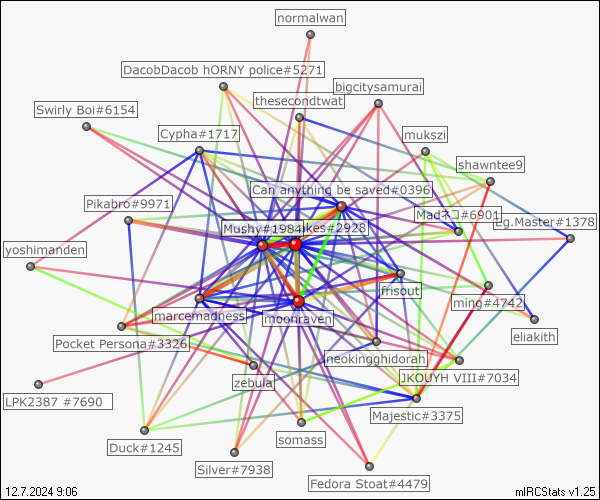 normalwan
DacobDacob hORNY police#5271
bigcitysamurai
thesecondtwat
Swirly Boi#6154
Cypha#1717
mukszi
shawntee9
Can anything be saved#0396
Pikabro#9971
Madネコ#6901
Eg.Master#1378
Mushy#1984
kes#2928
yoshimanden
frisout
ming#4742
marcemadness
moonraven
eliakith
Pocket Persona#3326
neokingghidorah
JKOUYH VIII#7034
zebula
LPK2387 #7690
Majestic#3375
somass
Duck#1245
Silver#7938
Fedora Stoat#4479
12.7.2024 9:06
mIRCStats v1.25